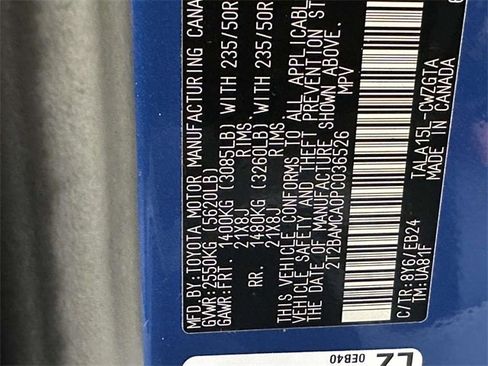 MFD.BY:TOYOTA MOTOR MANUFACTURING CANA
GVWR:2550KG (5620LB)
GAWR:FRT. 1400KG (3085LB) WITH 235/50R
21X8J RIMS.
RR. 1480KG (3260LB) WITH 235/50R
21X8J RIMS.
THIS VEHICLE CONFORMS TO ALL APPLICABL
VEHICLE SAFETY AND THEFT PREVENTION ST
THE DATE OF MANUFACTURE SHOWN ABOVE.
2T2BAMCA0PC036526 MPV
C/TR:8Y6/EB24 TALA15L-CWZGTA
TM:UA81F MADE IN CANADA
LZ
0EB40